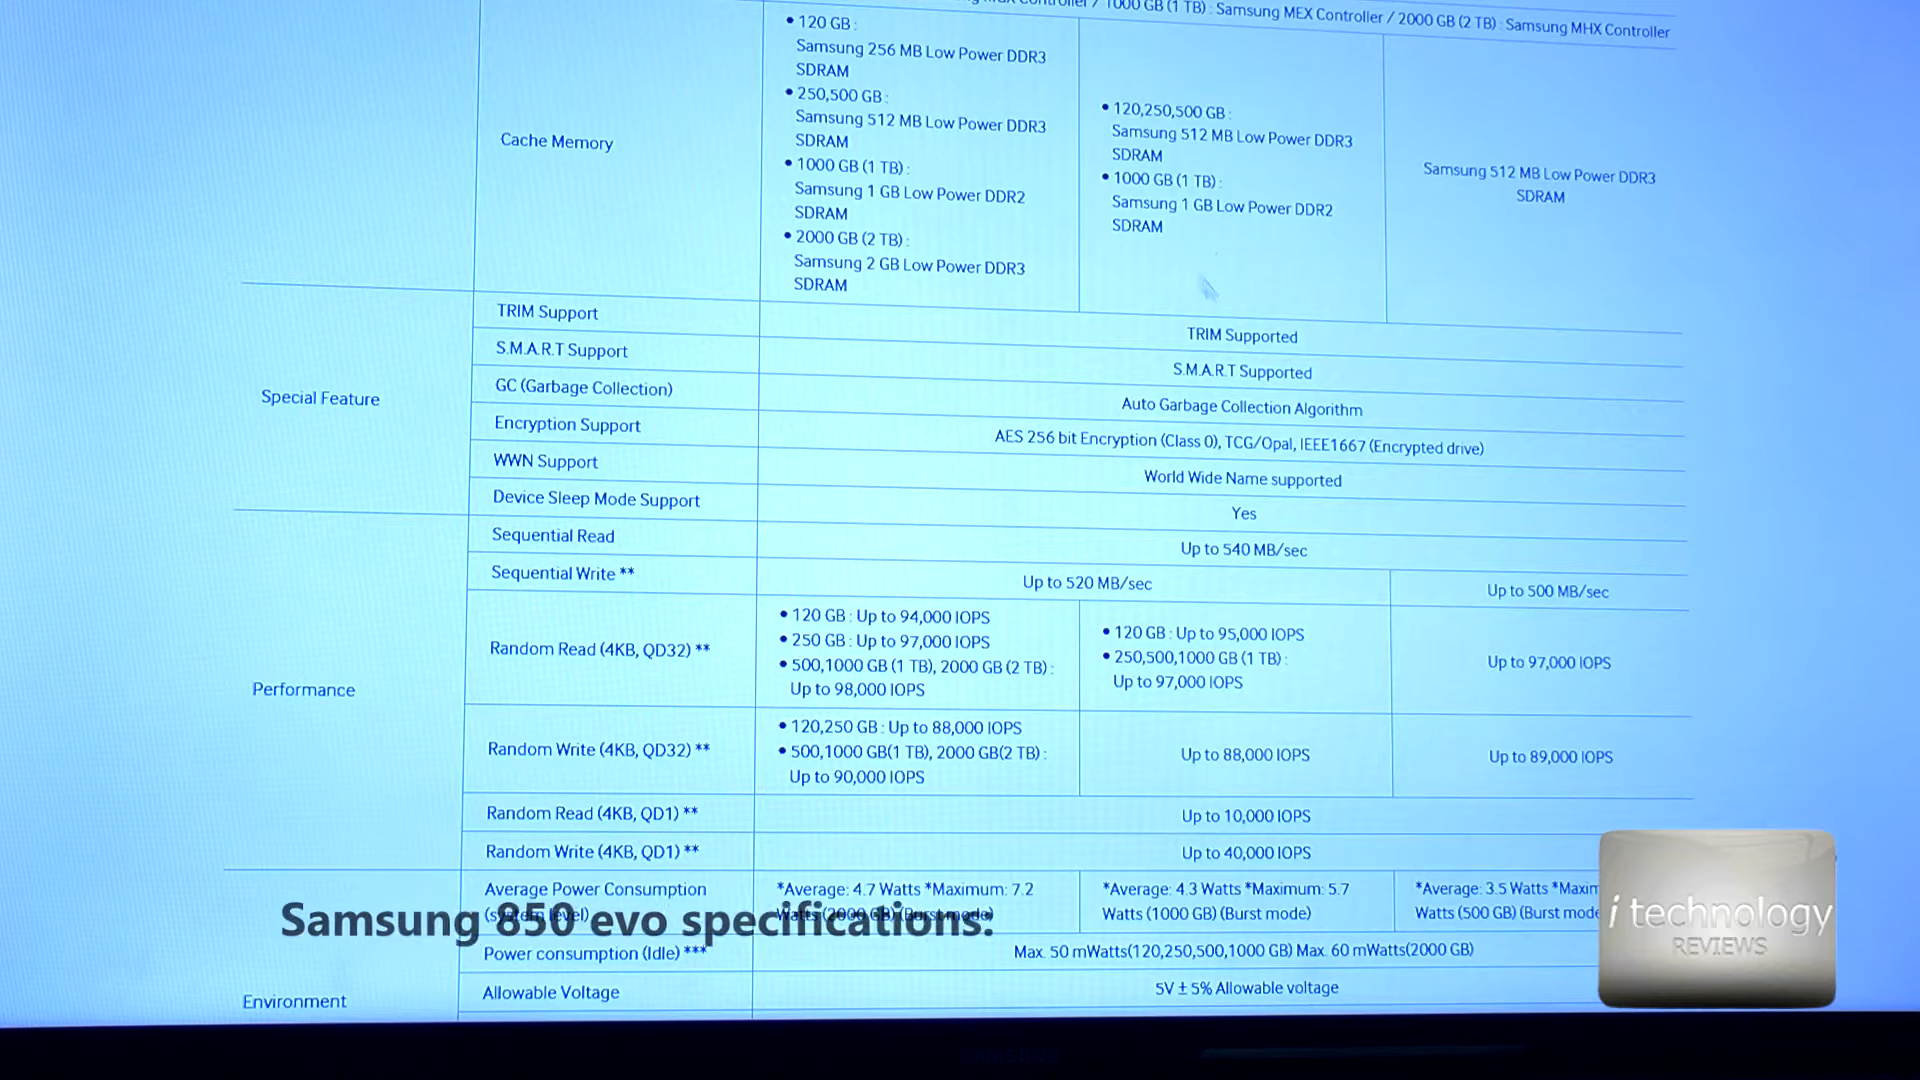 1000 GB (1 TB) : Samsung MEX Controller / 2000 GB (2 TB) : Samsung MHX Controller
Cache Memory
• 120 GB :
Samsung 256 MB Low Power DDR3
SDRAM
• 250,500 GB :
Samsung 512 MB Low Power DDR3
SDRAM
• 1000 GB (1 TB) :
Samsung 1 GB Low Power DDR2
SDRAM
• 2000 GB (2 TB) :
Samsung 2 GB Low Power DDR3
SDRAM
• 120,250,500 GB :
Samsung 512 MB Low Power DDR3
SDRAM
• 1000 GB (1 TB) :
Samsung 1 GB Low Power DDR2
SDRAM
Samsung 512 MB Low Power DDR3
SDRAM
Special Feature
TRIM Support
TRIM Supported
S.M.A.R.T Support
S.M.A.R.T Supported
GC (Garbage Collection)
Auto Garbage Collection Algorithm
Encryption Support
AES 256 bit Encryption (Class 0), TCG/Opal, IEEE1667 (Encrypted drive)
WWN Support
World Wide Name supported
Device Sleep Mode Support
Yes
Performance
Sequential Read
Up to 540 MB/sec
Sequential Write **
Up to 520 MB/sec
Up to 500 MB/sec
Random Read (4KB, QD32) **
• 120 GB : Up to 94,000 IOPS
• 250 GB : Up to 97,000 IOPS
• 500,1000 GB (1 TB), 2000 GB (2 TB) :
Up to 98,000 IOPS
• 120 GB : Up to 95,000 IOPS
• 250,500,1000 GB (1 TB) :
Up to 97,000 IOPS
Up to 97,000 IOPS
Random Write (4KB, QD32) **
• 120,250 GB : Up to 88,000 IOPS
• 500,1000 GB(1 TB), 2000 GB(2 TB) :
Up to 90,000 IOPS
Up to 88,000 IOPS
Up to 89,000 IOPS
Random Read (4KB, QD1) **
Up to 10,000 IOPS
Random Write (4KB, QD1) **
Up to 40,000 IOPS
Environment
Average Power Consumption
(system level)
*Average: 4.7 Watts *Maximum: 7.2
Watts (2000 GB) (Burst mode)
*Average: 4.3 Watts *Maximum: 5.7
Watts (1000 GB) (Burst mode)
*Average: 3.5 Watts
Watts (500 GB) (Burst
Power consumption (Idle) ***
Max. 50 mWatts(120,250,500,1000 GB) Max. 60 mWatts(2000 GB)
Allowable Voltage
5V ± 5% Allowable voltage
Samsung 850 evo specifications:
i technology
REVIEWS
SAMSUNG